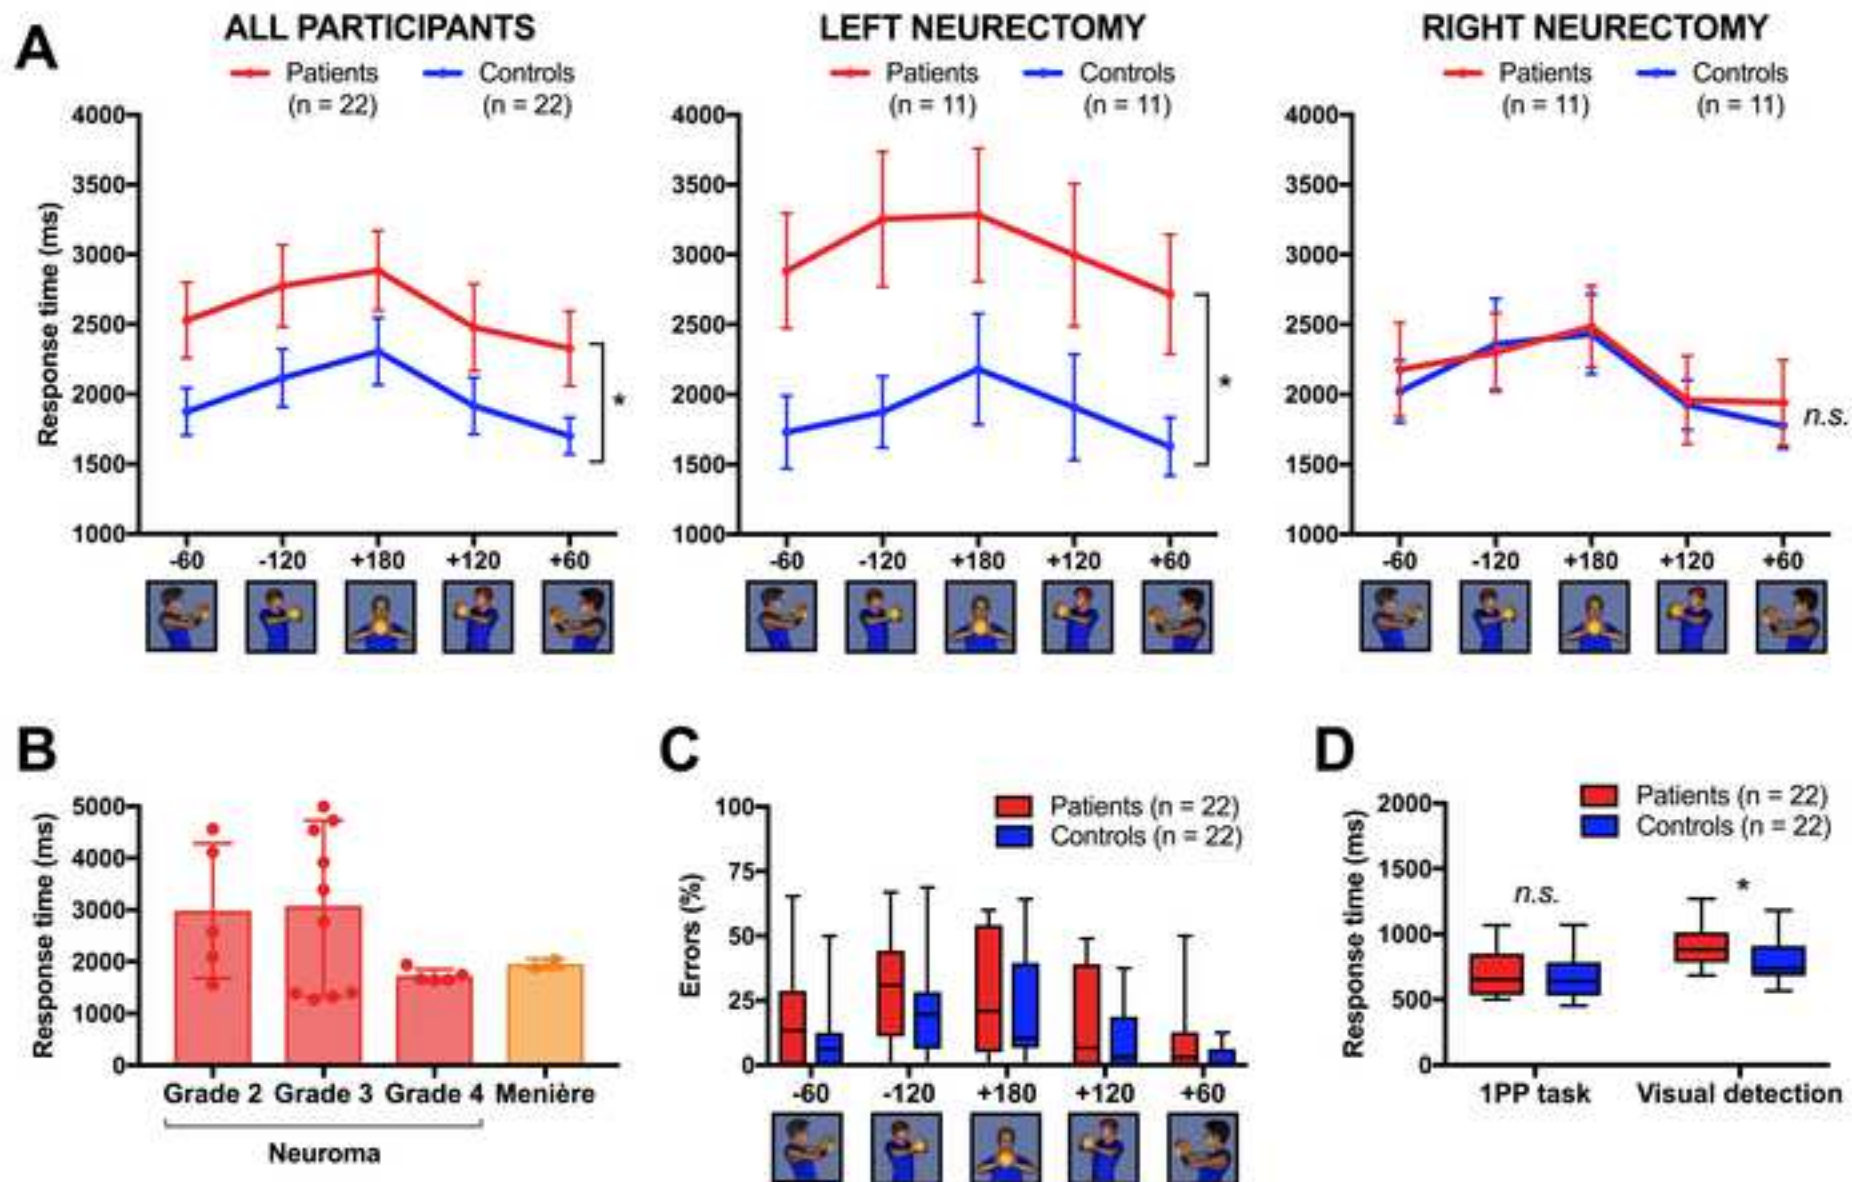 A
ALL PARTICIPANTS
Patients
(n = 22)
Controls
(n = 22)
Response time (ms)
4000
3500
3000
2500
2000
1500
1000
*
-60 -120 +180 +120 +60
LEFT NEURECTOMY
Patients
(n = 11)
Controls
(n = 11)
4000
3500
3000
2500
2000
1500
1000
*
-60 -120 +180 +120 +60
RIGHT NEURECTOMY
Patients
(n = 11)
Controls
(n = 11)
4000
3500
3000
2500
2000
1500
1000
n.s.
-60 -120 +180 +120 +60
B
Response time (ms)
5000
4000
3000
2000
1000
0
Grade 2 Grade 3 Grade 4 Menière
Neuroma
C
Patients (n = 22)
Controls (n = 22)
Errors (%)
100
75
50
25
0
-60 -120 +180 +120 +60
D
Patients (n = 22)
Controls (n = 22)
Response time (ms)
2000
1500
1000
500
0
n.s.
*
1PP task Visual detection